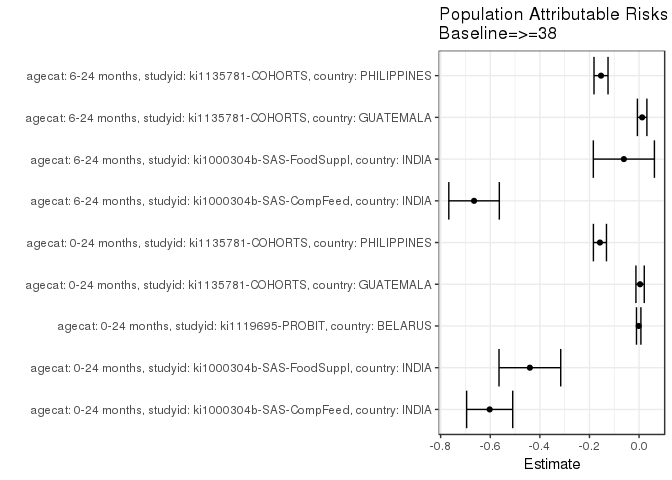 Population Attributable Risks
Baseline=>=38
agecat: 6-24 months, studyid: ki1135781-COHORTS, country: PHILIPPINES
agecat: 6-24 months, studyid: ki1135781-COHORTS, country: GUATEMALA
agecat: 6-24 months, studyid: ki1000304b-SAS-FoodSuppl, country: INDIA
agecat: 6-24 months, studyid: ki1000304b-SAS-CompFeed, country: INDIA
agecat: 0-24 months, studyid: ki1135781-COHORTS, country: PHILIPPINES
agecat: 0-24 months, studyid: ki1135781-COHORTS, country: GUATEMALA
agecat: 0-24 months, studyid: ki1119695-PROBIT, country: BELARUS
agecat: 0-24 months, studyid: ki1000304b-SAS-FoodSuppl, country: INDIA
agecat: 0-24 months, studyid: ki1000304b-SAS-CompFeed, country: INDIA
-0.8 -0.6 -0.4 -0.2 0.0
Estimate